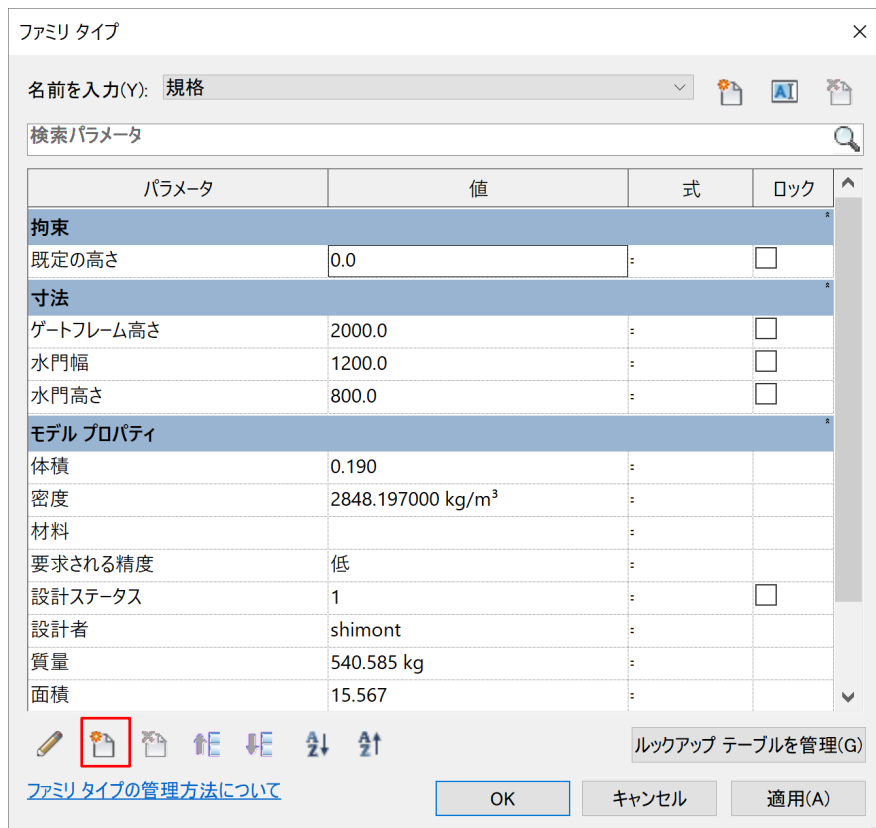 ファミリ タイプ
名前を入力(Y): 規格
検索パラメータ
パラメータ 値 式 ロック
拘束
既定の高さ 0.0 =
寸法
ゲートフレーム高さ 2000.0 =
水門幅 1200.0 =
水門高さ 800.0 =
モデル プロパティ
体積 0.190 =
密度 2848.197000 kg/m³ =
材料 =
要求される精度 低 =
設計ステータス 1 =
設計者 shimont =
質量 540.585 kg =
面積 15.567 =
ルックアップ テーブルを管理(G)
ファミリ タイプの管理方法について
OK キャンセル 適用(A)